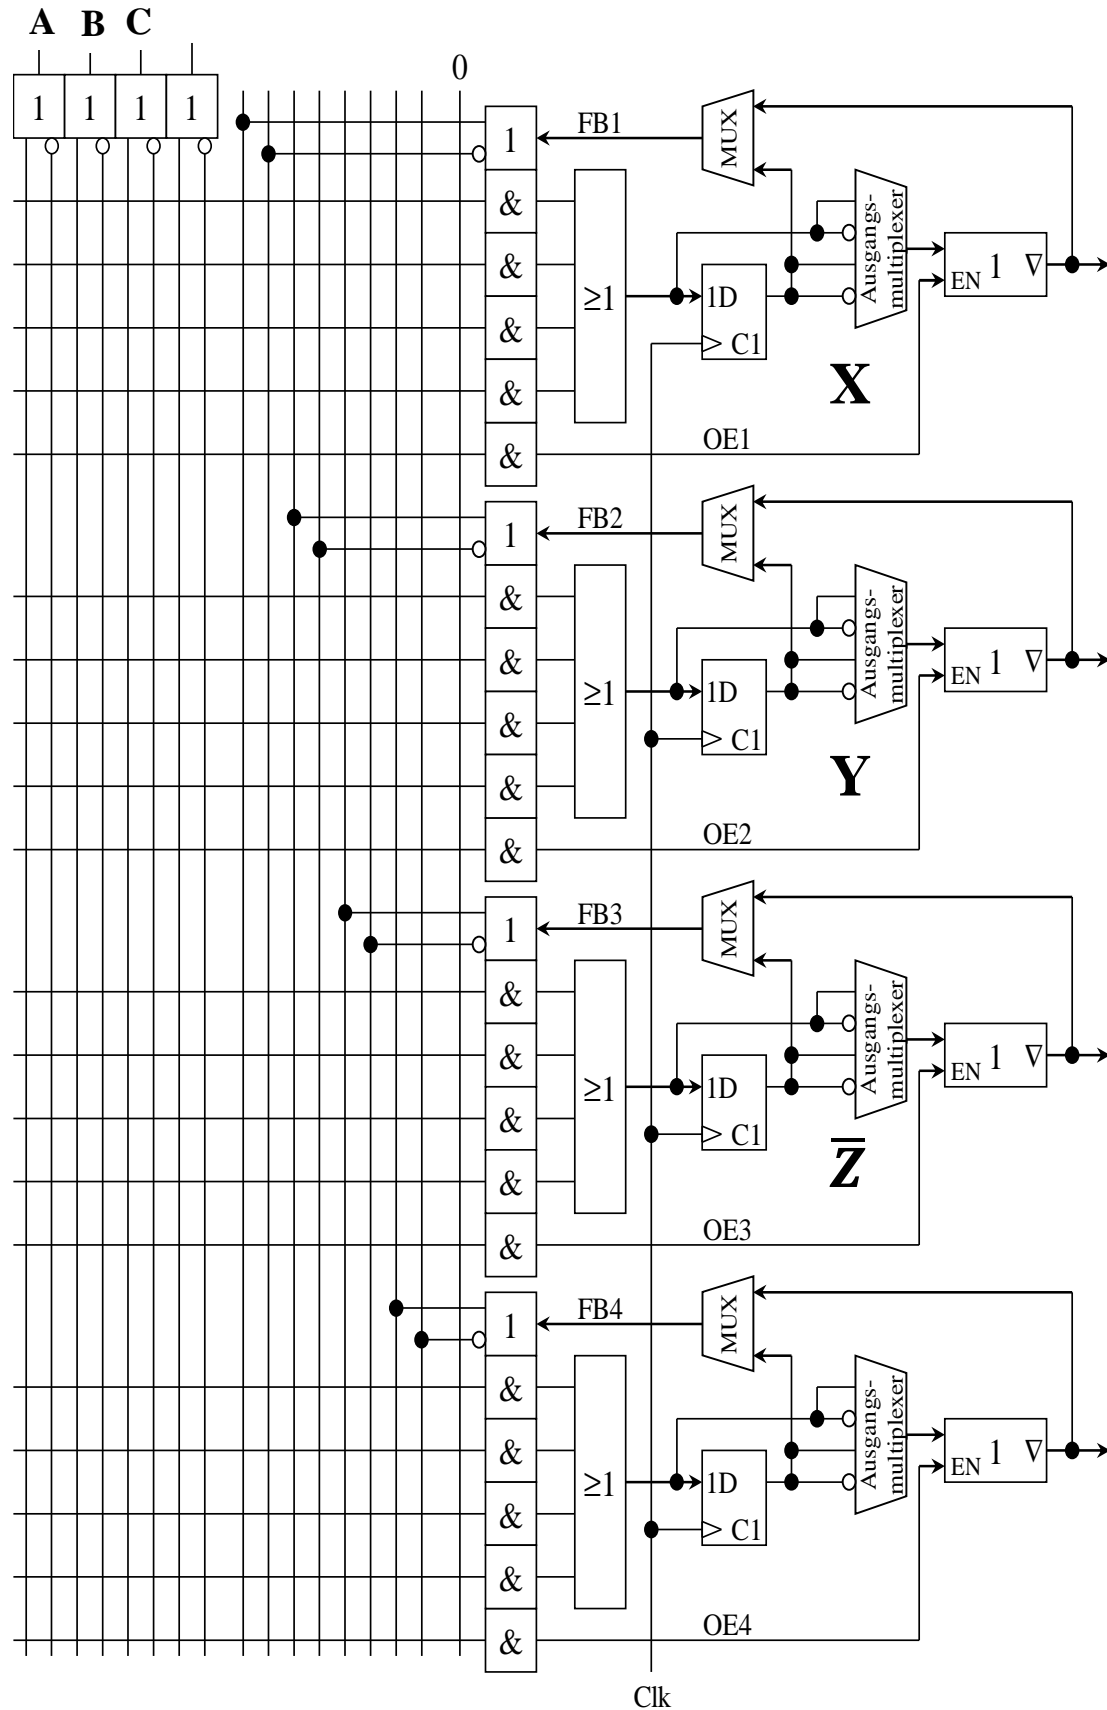 A B C
0
1 1 1 1
1 FB1 MUX
&
& Ausgangs-
multiplexer
≥1 1D EN 1 ∇
&
C1
X
&
& OE1
1 FB2 MUX
&
& Ausgangs-
multiplexer
≥1 1D EN 1 ∇
&
C1
Y
&
& OE2
1 FB3 MUX
&
& Ausgangs-
multiplexer
≥1 1D EN 1 ∇
&
C1
Z̅
&
& OE3
1 FB4 MUX
&
& Ausgangs-
multiplexer
≥1 1D EN 1 ∇
&
C1
&
& OE4
Clk